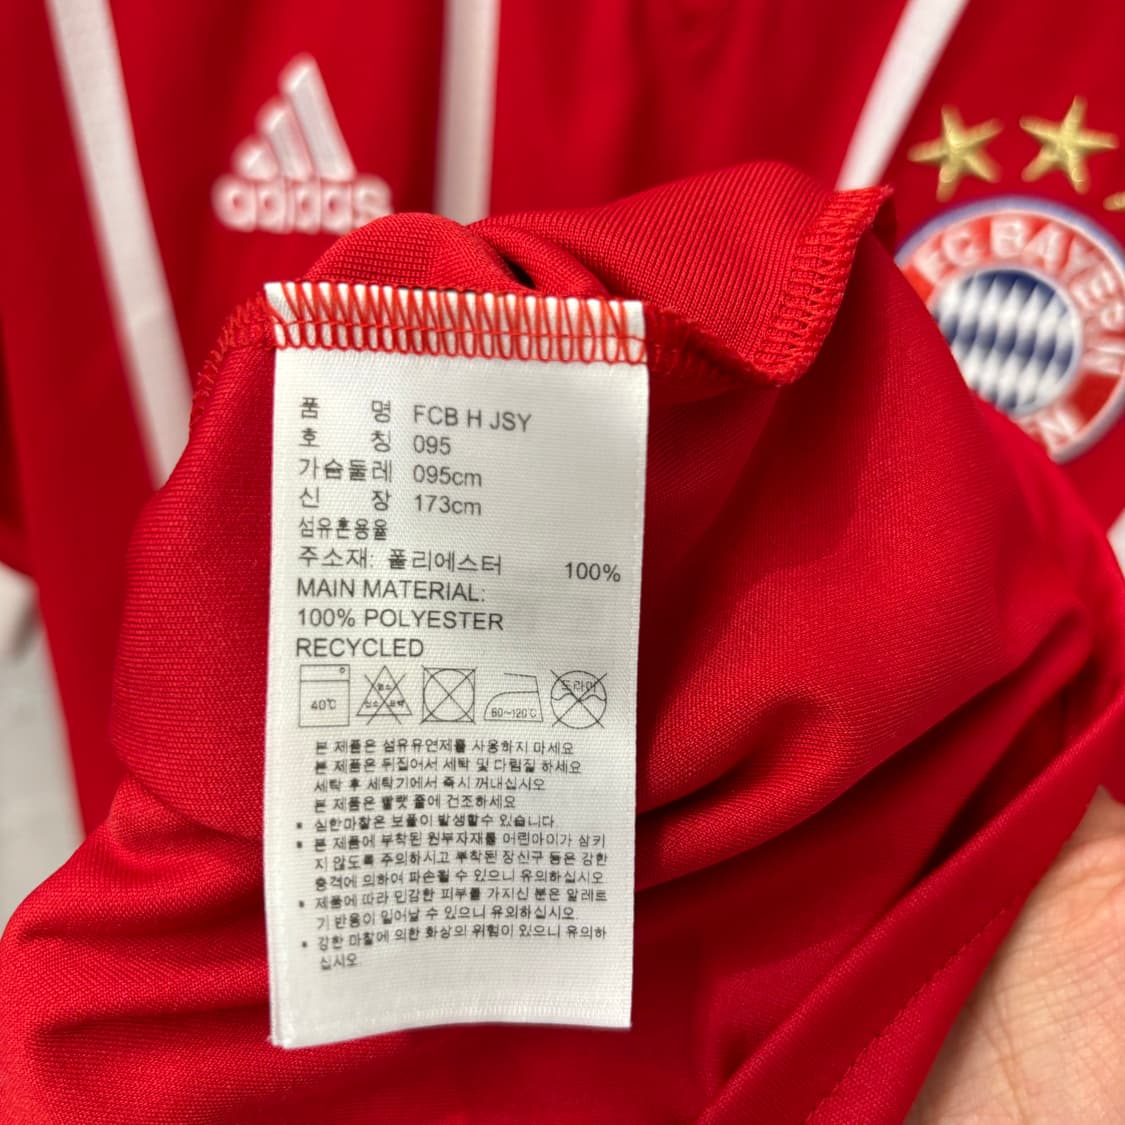 adidas
FC BAYERN
품 명 FCB H JSY
호 칭 095
가슴둘레 095cm
신 장 173cm
섬유혼용율
주소재: 폴리에스터 100%
MAIN MATERIAL:
100% POLYESTER
RECYCLED
40℃
60~120℃
드라이
본 제품은 섬유유연제를 사용하지 마세요
본 제품은 뒤집어서 세탁 및 다림질 하세요
세탁 후 세탁기에서 즉시 꺼내십시오
본 제품은 빨랫 줄에 건조하세요
• 심한마찰은 보풀이 발생할수 있습니다.
• 본 제품에 부착된 원부자재를 어린아이가 삼키
지 않도록 주의하시고 부착된 장신구 등은 강한
충격에 의하여 파손될 수 있으니 유의하십시오
• 제품에 따라 민감한 피부를 가지신 분은 알레르
기 반응이 일어날 수 있으니 유의하십시오.
• 강한 마찰에 의한 화상의 위험이 있으니 유의하
십시오.